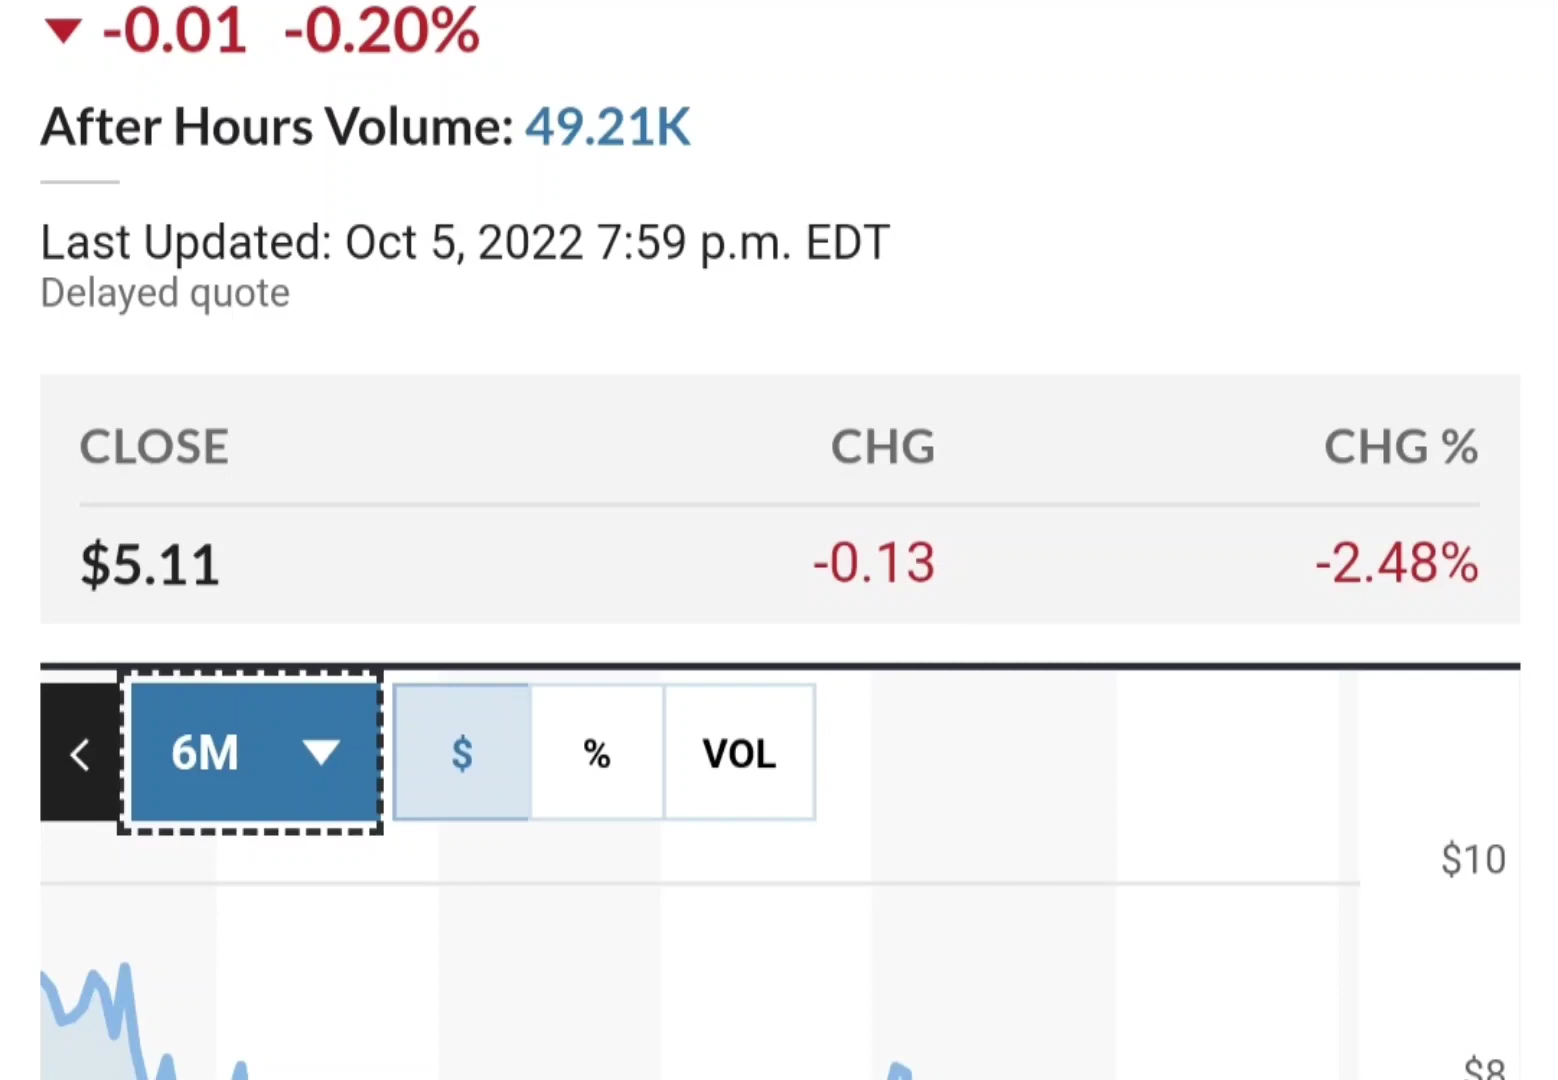 -0.01 -0.20%
After Hours Volume: 49.21K
Last Updated: Oct 5, 2022 7:59 p.m. EDT
Delayed quote
CLOSE CHG CHG %
$5.11 -0.13 -2.48%
6M $ % VOL
$10
$8